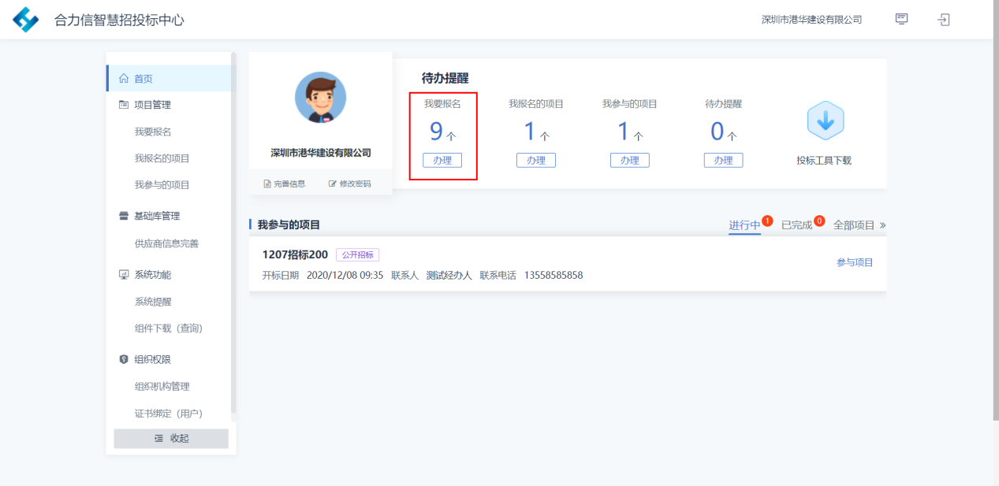 合力信智慧招投标中心
深圳市港华建设有限公司
首页
项目管理
我要报名
我报名的项目
我参与的项目
基础库管理
供应商信息完善
系统功能
系统提醒
组件下载（查询）
组织权限
组织机构管理
证书绑定（用户）
收起
深圳市港华建设有限公司
完善信息 修改密码
待办提醒
我要报名 我报名的项目 我参与的项目 待办提醒
9个 1个 1个 0个
办理 办理 办理 办理
投标工具下载
我参与的项目
进行中 1 已完成 0 全部项目 »
1207招标200 公开招标
开标日期 2020/12/08 09:35 联系人 测试经办人 联系电话 13558585858
参与项目